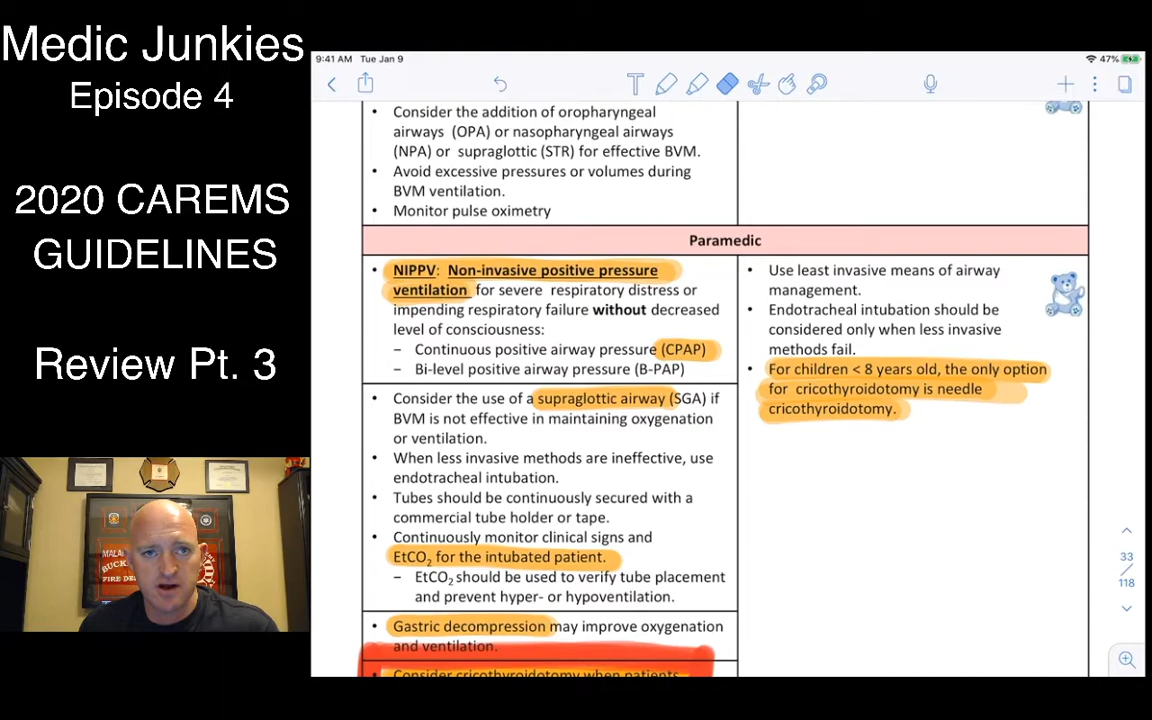 Medic Junkies
Episode 4
2020 CAREMS
GUIDELINES
Review Pt. 3
9:41 AM Tue Jan 9
47%
T
Consider the addition of oropharyngeal
airways (OPA) or nasopharyngeal airways
(NPA) or supraglottic (STR) for effective BVM.
• Avoid excessive pressures or volumes during
BVM ventilation.
• Monitor pulse oximetry
Paramedic
• NIPPV: Non-invasive positive pressure
ventilation for severe respiratory distress or
impending respiratory failure without decreased
level of consciousness:
– Continuous positive airway pressure (CPAP)
– Bi-level positive airway pressure (B-PAP)
• Consider the use of a supraglottic airway (SGA) if
BVM is not effective in maintaining oxygenation
or ventilation.
• When less invasive methods are ineffective, use
endotracheal intubation.
• Tubes should be continuously secured with a
commercial tube holder or tape.
• Continuously monitor clinical signs and
EtCO2 for the intubated patient.
– EtCO2 should be used to verify tube placement
and prevent hyper- or hypoventilation.
• Gastric decompression may improve oxygenation
and ventilation.
• Consider cricothyroidotomy when patients
• Use least invasive means of airway
management.
• Endotracheal intubation should be
considered only when less invasive
methods fail.
• For children < 8 years old, the only option
for cricothyroidotomy is needle
cricothyroidotomy.
33
118